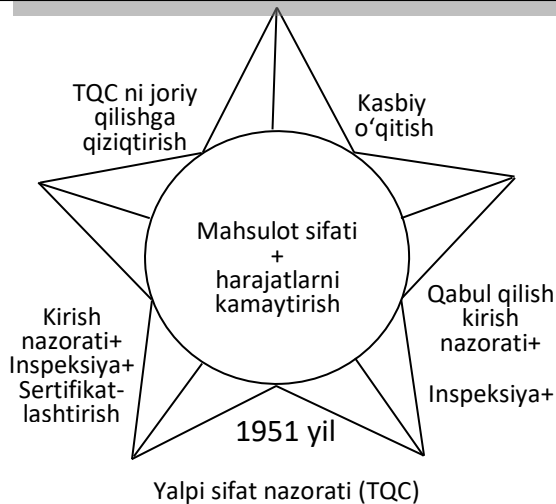 TQC ni joriy
qilishga
qiziqtirish
Kasbiy
o‘qitish
Mahsulot sifati
+
harajatlarni
kamaytirish
Kirish
nazorati+
Inspeksiya+
Sertifikat-
lashtirish
Qabul qilish
kirish
nazorati+
Inspeksiya+
1951 yil
Yalpi sifat nazorati (TQC)